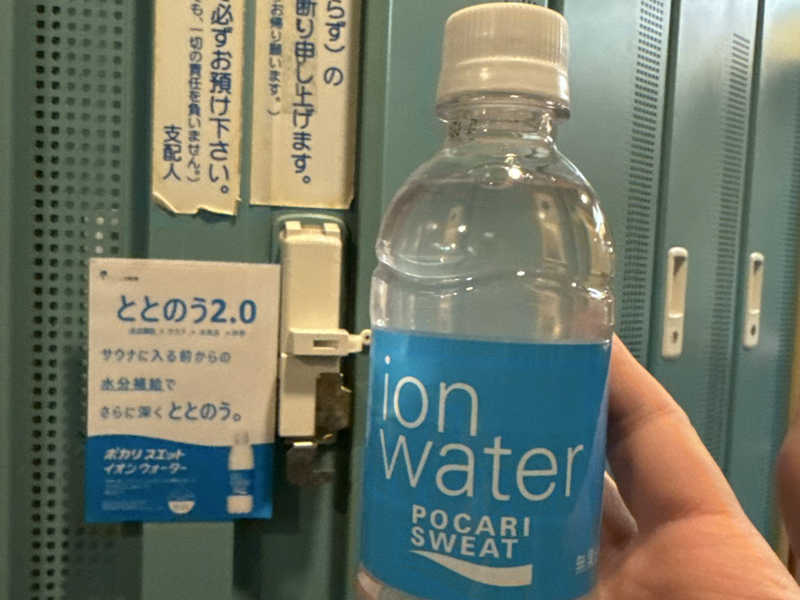 らず）の
断り申し上げます。
お帰り願います。）
必ずお預け下さい。
も、一切の責任を負いません。）
支配人
ととのう2.0
サウナに入る前からの
水分補給で
さらに深くととのう。
ポカリスエット
イオンウォーター
ion
water
POCARI
SWEAT